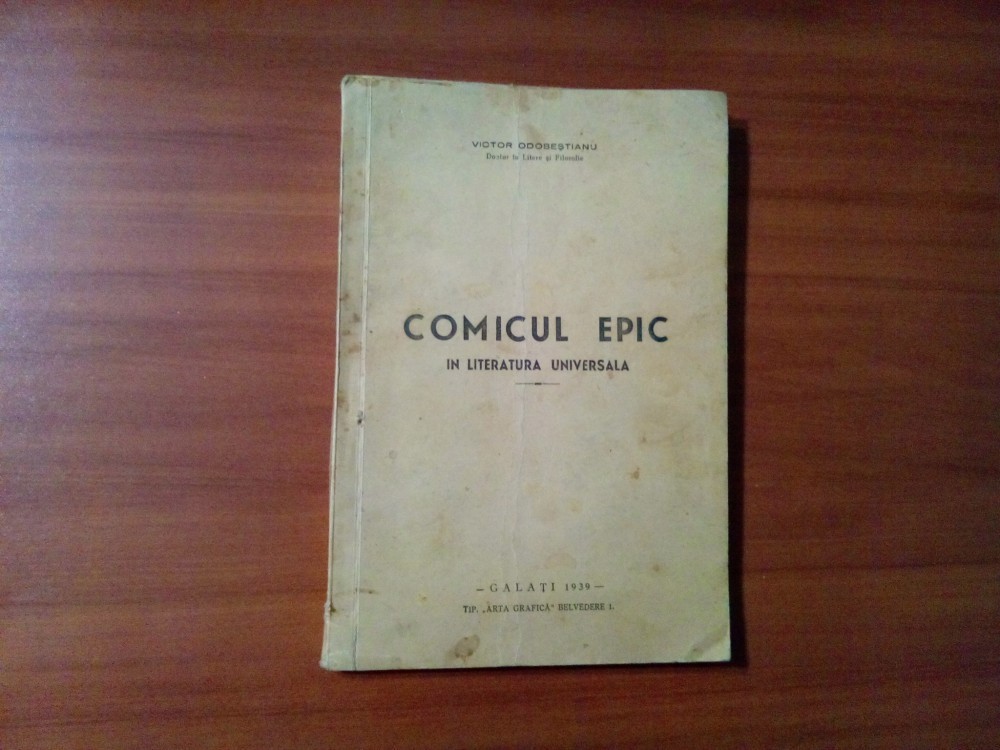 VICTOR ODOBEȘTIANU
Doctor în Litere și Filosofie
COMICUL EPIC
IN LITERATURA UNIVERSALA
— GALAȚI 1939 —
TIP. „ARTA GRAFICĂ" BELVEDERE 1.